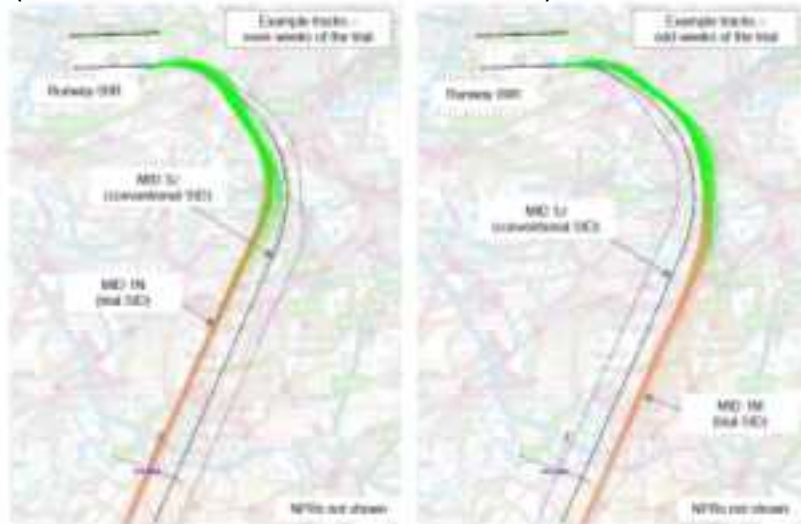 Example tracks –
even weeks of the trial
Runway 09R
MID 5J
(conventional SID)
MID 1N
(trial SID)
NPRs not shown
Example tracks –
odd weeks of the trial
Runway 09R
MID 5J
(conventional SID)
MID 1M
(trial SID)
NPRs not shown